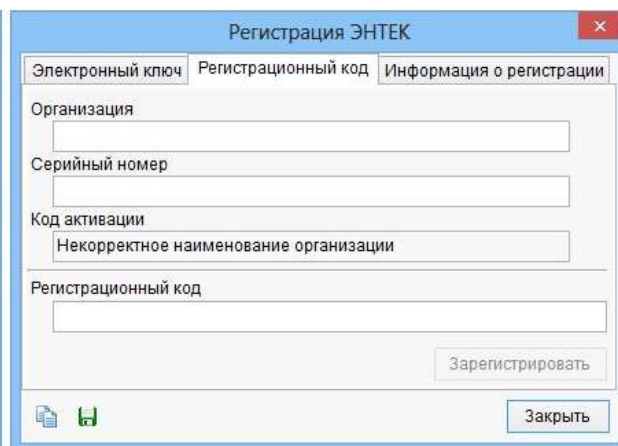 Регистрация ЭНТЕК
Электронный ключ Регистрационный код Информация о регистрации
Организация
Серийный номер
Код активации
Некорректное наименование организации
Регистрационный код
Зарегистрировать
Закрыть